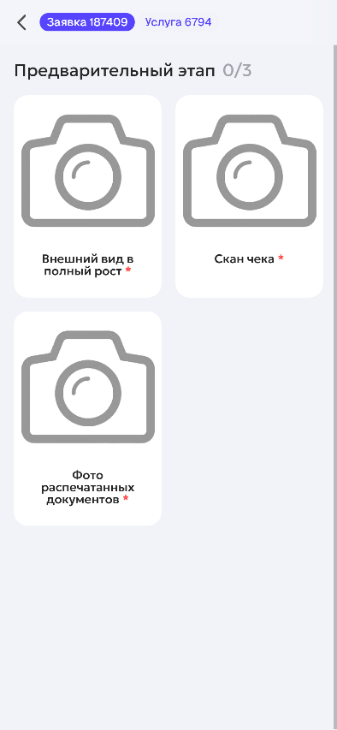 Заявка 187409 Услуга 6794
Предварительный этап 0/3
Внешний вид в
полный рост *
Скан чека *
Фото
распечатанных
документов *